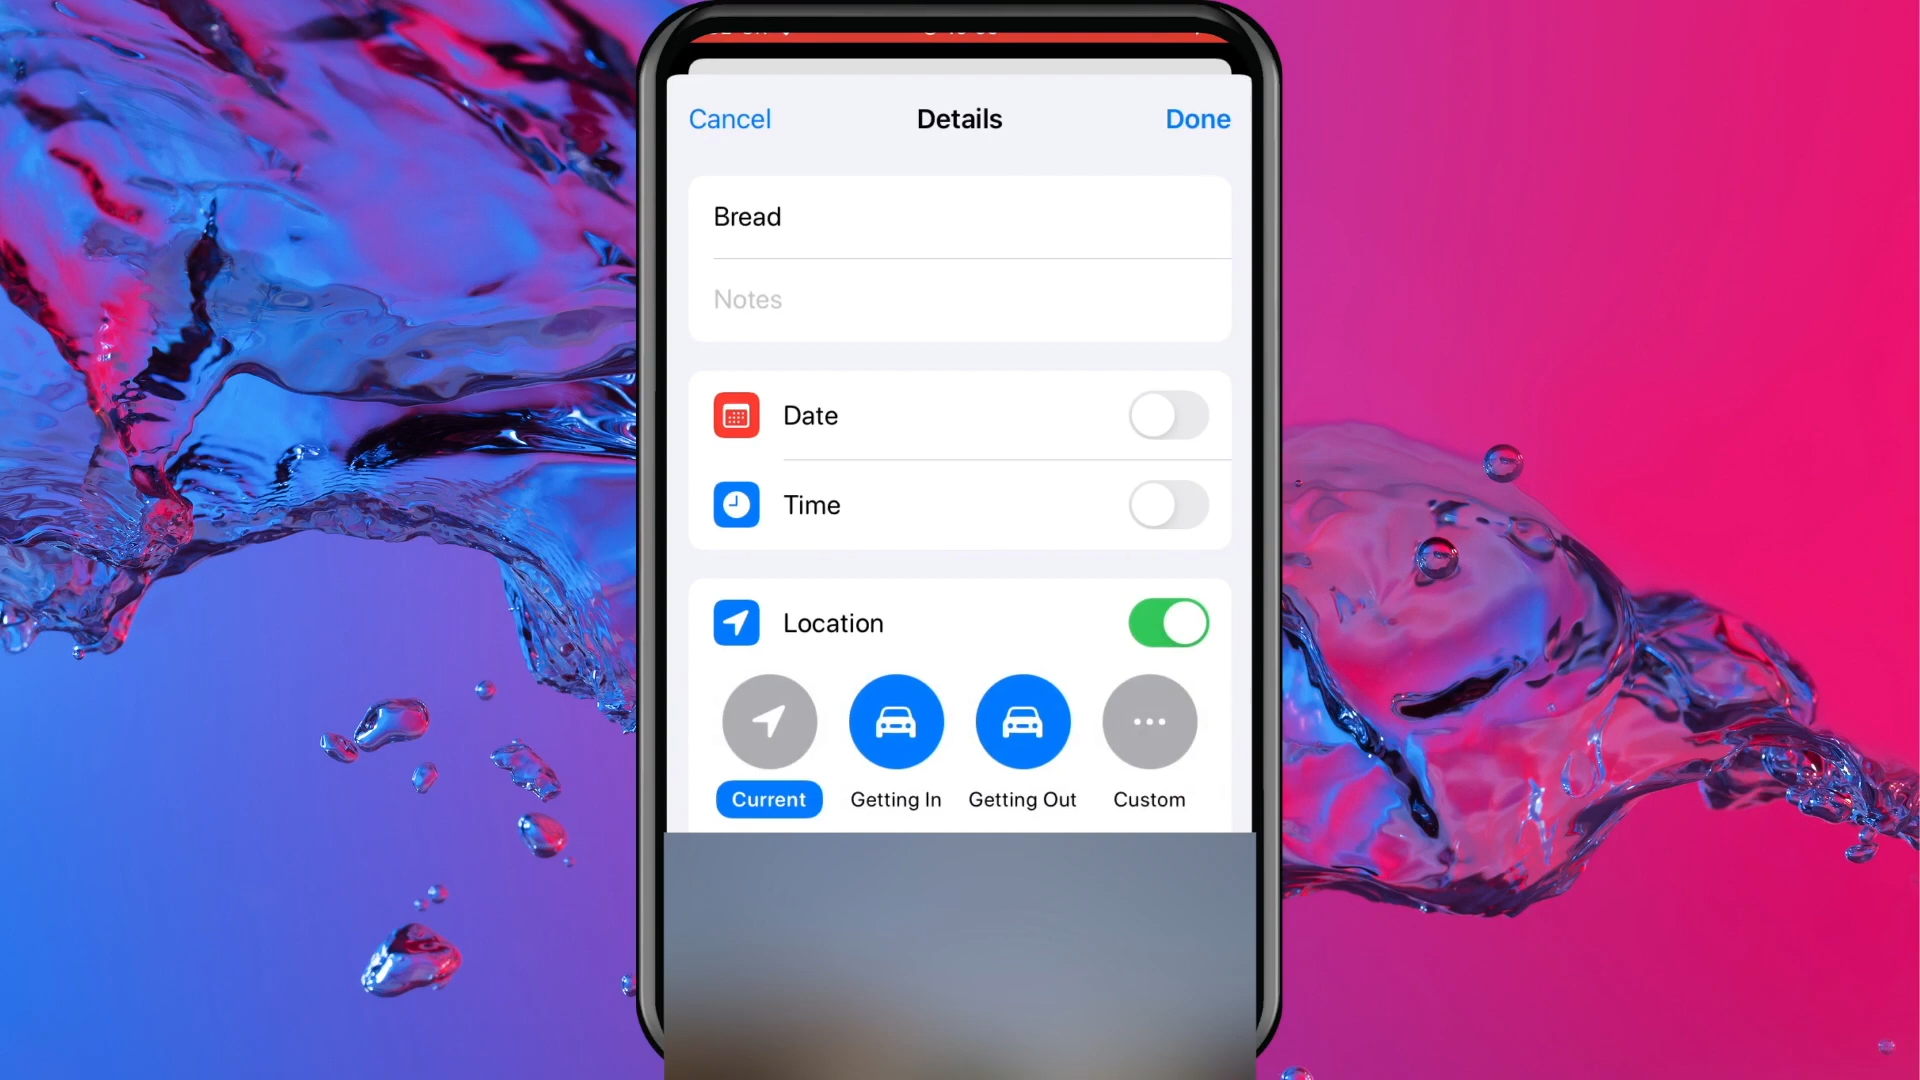 Cancel Details Done
Bread
Notes
Date
Time
Location
Current Getting In Getting Out Custom